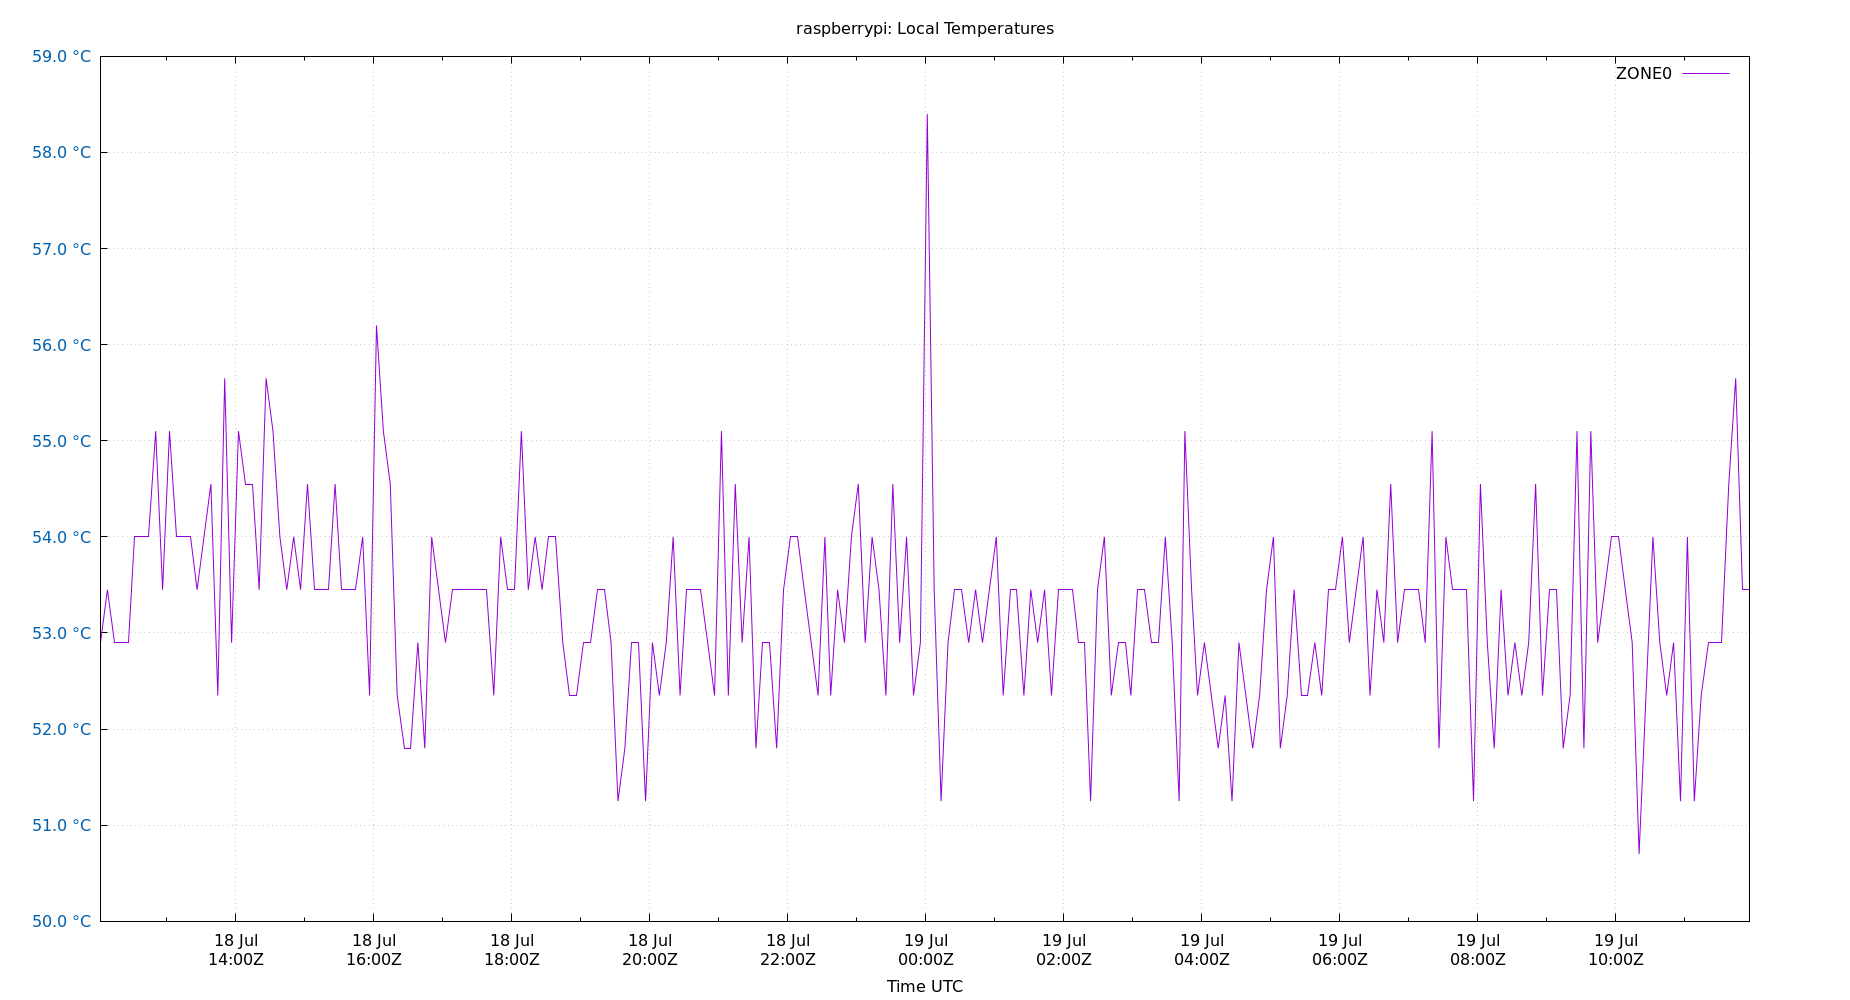 raspberrypi: Local Temperatures
59.0 °C
ZONE0
58.0 °C
57.0 °C
56.0 °C
55.0 °C
54.0 °C
53.0 °C
52.0 °C
51.0 °C
50.0 °C
18 Jul 18 Jul 18 Jul 18 Jul 18 Jul 19 Jul 19 Jul 19 Jul 19 Jul 19 Jul 19 Jul
14:00Z 16:00Z 18:00Z 20:00Z 22:00Z 00:00Z 02:00Z 04:00Z 06:00Z 08:00Z 10:00Z
Time UTC